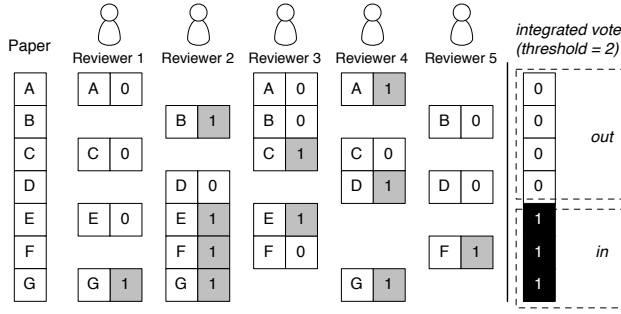 integrated vote
Paper Reviewer 1 Reviewer 2 Reviewer 3 Reviewer 4 Reviewer 5 (threshold = 2)
A A 0 A 0 A 1 0
B B 1 B 0 B 0 0
C C 0 C 1 C 0 0
out
D D 0 D 1 D 0 0
E E 0 E 1 E 1 1
F F 1 F 0 F 1 1
in
G G 1 G 1 G 1 1